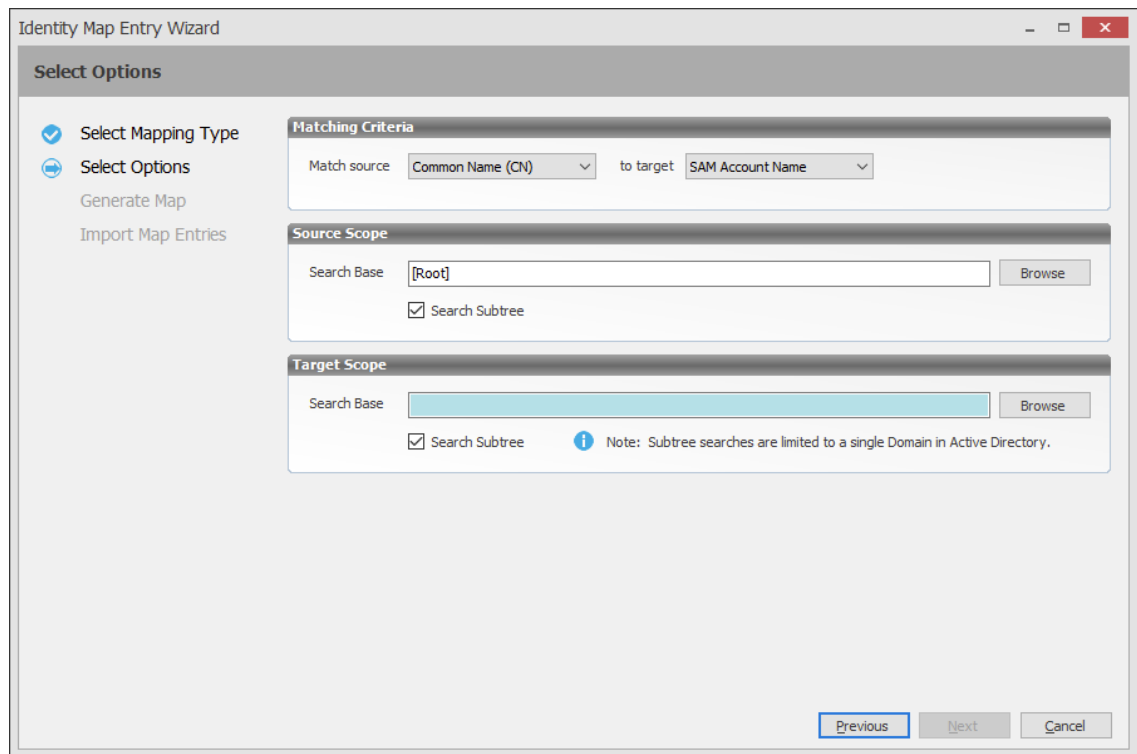 Identity Map Entry Wizard
Select Options
Select Mapping Type
Select Options
Generate Map
Import Map Entries
Matching Criteria
Match source Common Name (CN) to target SAM Account Name
Source Scope
Search Base [Root] Browse
Search Subtree
Target Scope
Search Base Browse
Search Subtree Note: Subtree searches are limited to a single Domain in Active Directory.
Previous Next Cancel